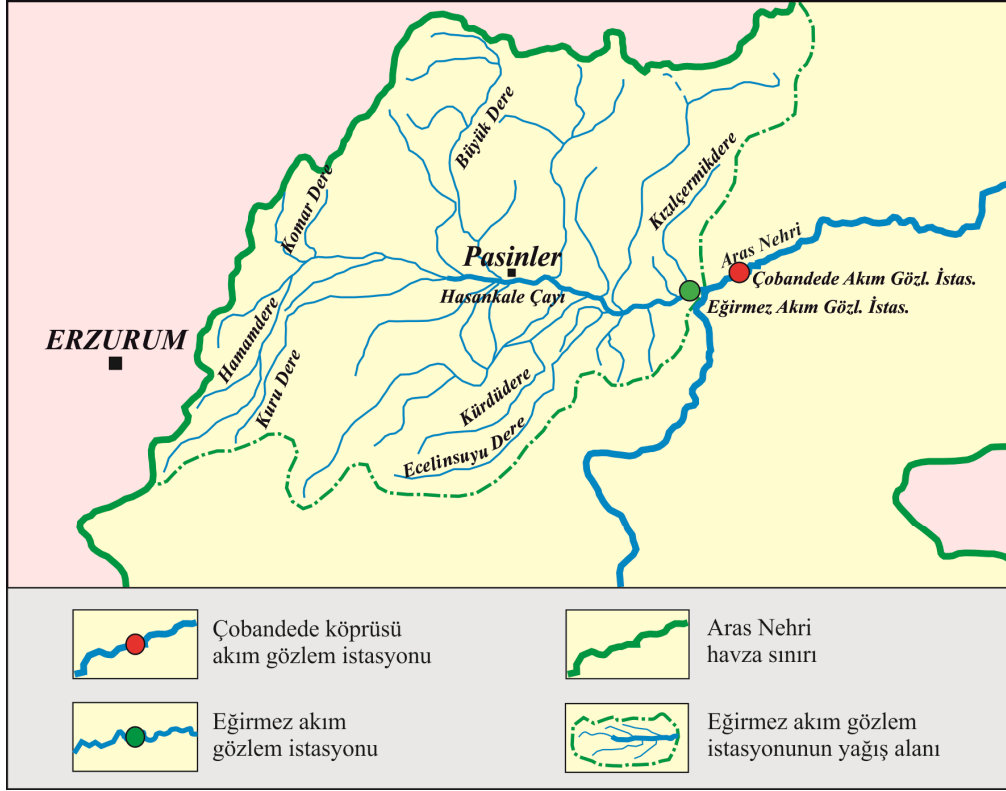 Büyük Dere
Komar Dere
Kızılçermikdere
Aras Nehri
Pasinler
Çobandede Akım Gözl. İstas.
Hasankale Çayı
Eğirmez Akım Gözl. İstas.
ERZURUM
Hamamdere
Kuru Dere
Kürdüdere
Ecelinsuyu Dere
Çobandede köprüsü
akım gözlem istasyonu
Aras Nehri
havza sınırı
Eğirmez akım
gözlem istasyonu
Eğirmez akım gözlem
istasyonunun yağış alanı